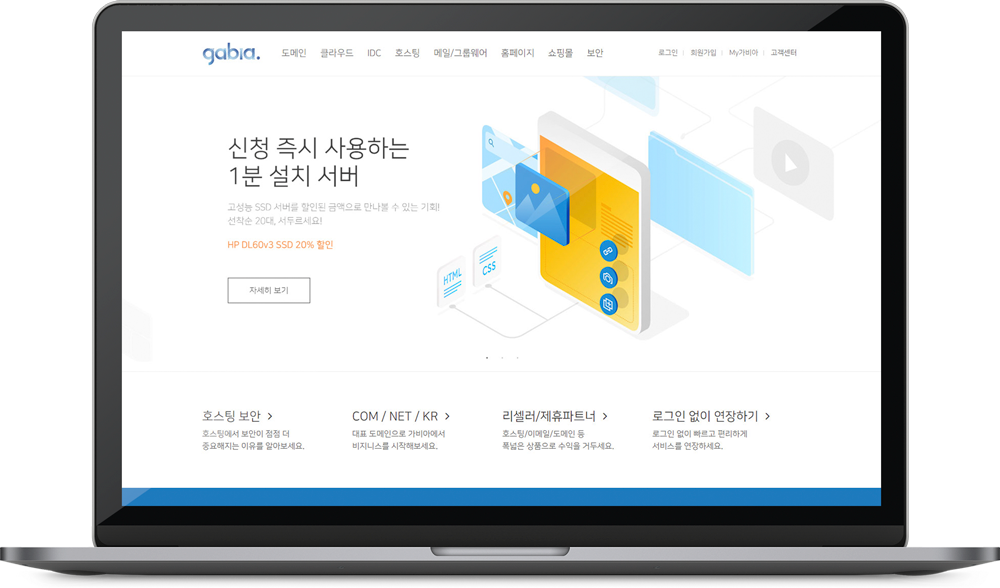 gabia.
도메인 클라우드 IDC 호스팅 메일/그룹웨어 홈페이지 쇼핑몰 보안
로그인 | 회원가입 | My가비아 | 고객센터
신청 즉시 사용하는
1분 설치 서버
고성능 SSD 서버를 할인된 금액으로 만나볼 수 있는 기회!
선착순 20대, 서두르세요!
HP DL60v3 SSD 20% 할인
자세히 보기
HTML
CSS
호스팅 보안 >
호스팅에서 보안이 점점 더
중요해지는 이유를 알아보세요.
COM / NET / KR >
대표 도메인으로 가비아에서
비지니스를 시작해보세요.
리셀러/제휴파트너 >
호스팅/이메일/도메인 등
폭넓은 상품으로 수익을 거두세요.
로그인 없이 연장하기 >
로그인 없이 빠르고 편리하게
서비스를 연장하세요.